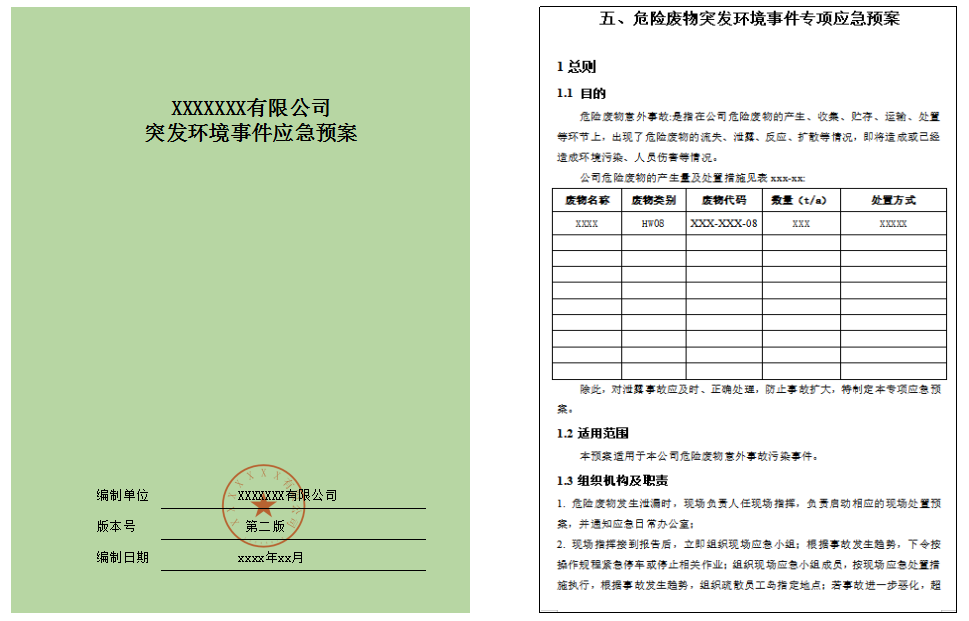 XXXXXXX有限公司
突发环境事件应急预案
编制单位 XXXXXXX有限公司
版本号 第二版
编制日期 xxxx年xx月
五、危险废物突发环境事件专项应急预案
1 总则
1.1 目的
危险废物意外事故:是指在公司危险废物的产生、收集、贮存、运输、处置
等环节上，出现了危险废物的流失、泄露、反应、扩散等情况，即将造成或已经
造成环境污染、人员伤害等情况。
公司危险废物的产生量及处置措施见表 xxx-xx:
废物名称 废物类别 废物代码 数量（t/a） 处置方式
XXXX HW08 XXX-XXX-08 XXX XXXXX
除此，对泄露事故应及时、正确处理，防止事故扩大，特制定本专项应急预
案。
1.2 适用范围
本预案适用于本公司危险废物意外事故污染事件。
1.3 组织机构及职责
1. 危险废物发生泄漏时，现场负责人任现场指挥，负责启动相应的现场处置预
案，并通知应急日常办公室；
2. 现场指挥接到报告后，立即组织现场应急小组；根据事故发生趋势，下令按
操作规程紧急停车或停止相关作业；组织现场应急小组成员，按现场应急处置措
施执行，根据事故发生趋势，组织疏散员工岛指定地点；若事故进一步恶化，超